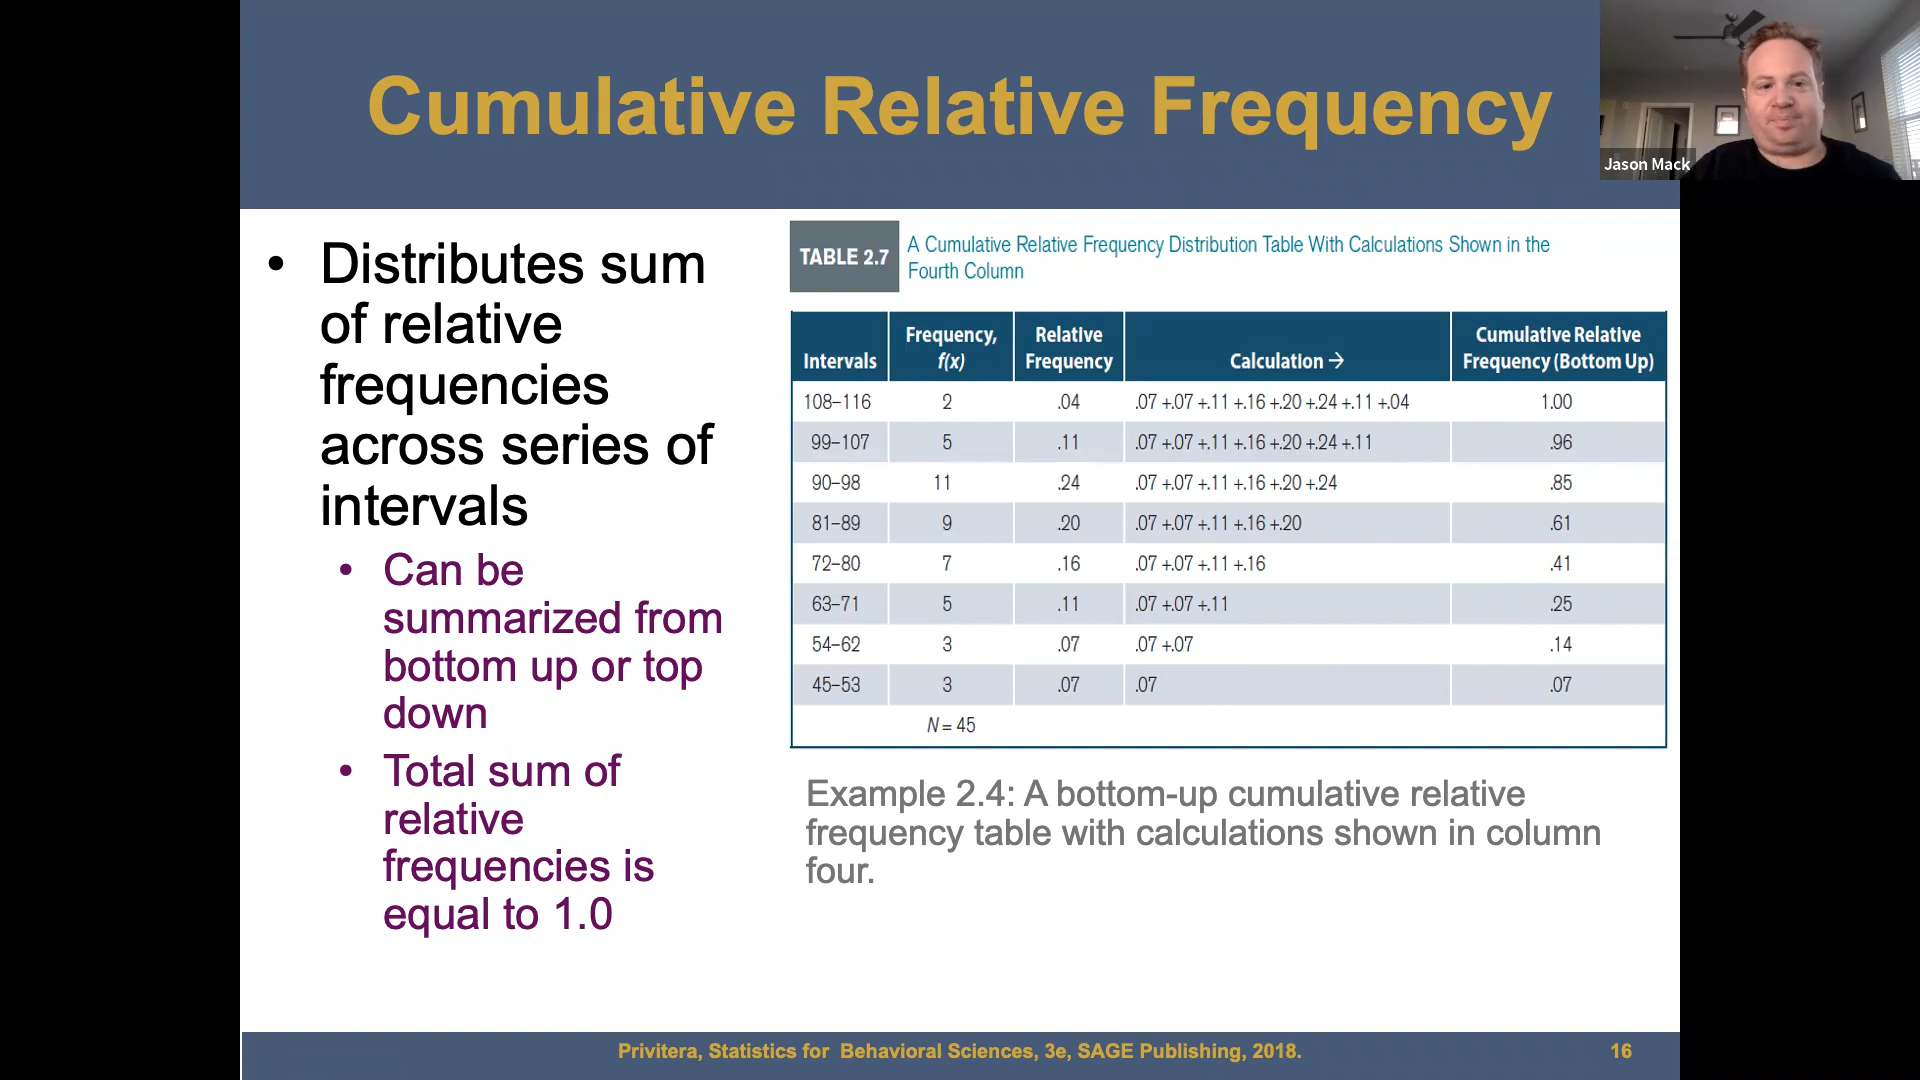 Cumulative Relative Frequency
Jason Mack
• Distributes sum
of relative
frequencies
across series of
intervals
• Can be
summarized from
bottom up or top
down
• Total sum of
relative
frequencies is
equal to 1.0
TABLE 2.7
A Cumulative Relative Frequency Distribution Table With Calculations Shown in the
Fourth Column
Intervals Frequency, f(x) Relative Frequency Calculation → Cumulative Relative Frequency (Bottom Up)
108–116 2 .04 .07 +.07 +.11 +.16 +.20 +.24 +.11 +.04 1.00
99–107 5 .11 .07 +.07 +.11 +.16 +.20 +.24 +.11 .96
90–98 11 .24 .07 +.07 +.11 +.16 +.20 +.24 .85
81–89 9 .20 .07 +.07 +.11 +.16 +.20 .61
72–80 7 .16 .07 +.07 +.11 +.16 .41
63–71 5 .11 .07 +.07 +.11 .25
54–62 3 .07 .07 +.07 .14
45–53 3 .07 .07 .07
N = 45
Example 2.4: A bottom-up cumulative relative
frequency table with calculations shown in column
four.
Privitera, Statistics for Behavioral Sciences, 3e, SAGE Publishing, 2018.
16